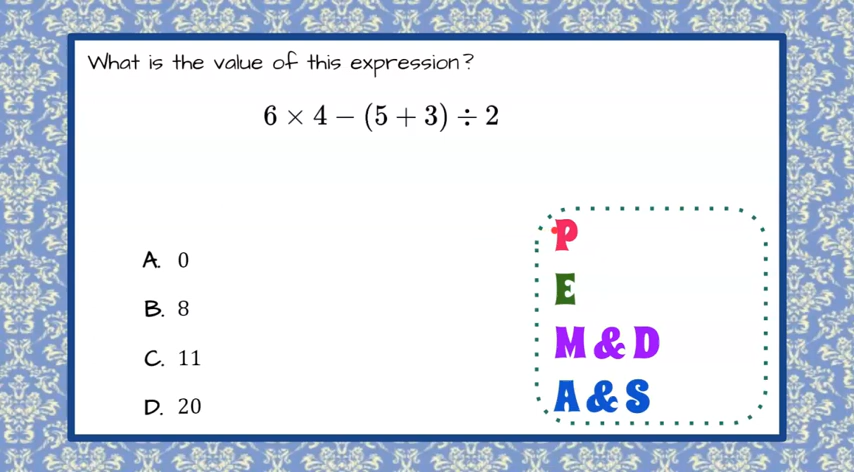 What is the value of this expression?
6 × 4 − (5 + 3) ÷ 2
A. 0
B. 8
C. 11
D. 20
P
E
M & D
A & S